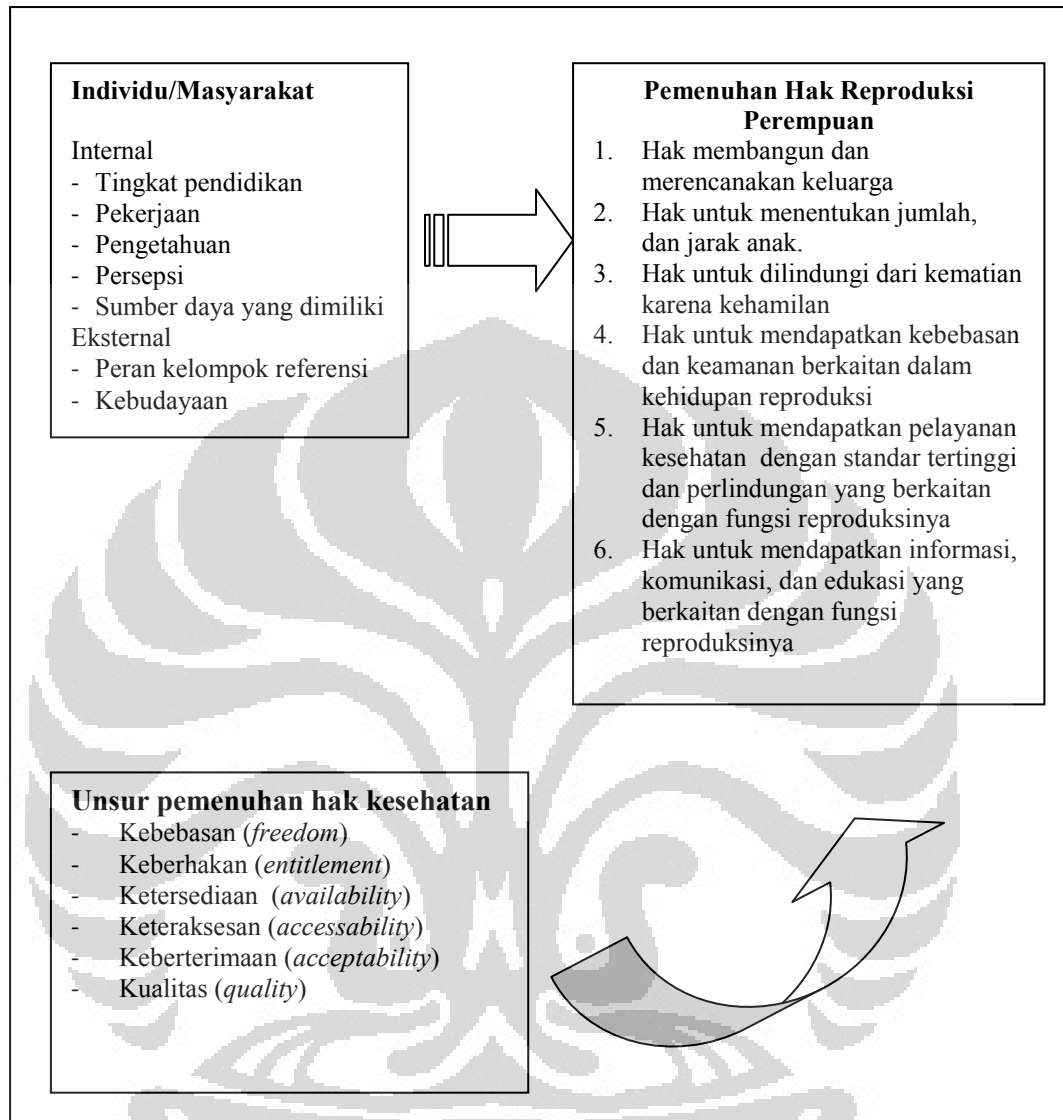 Individu/Masyarakat
Internal
- Tingkat pendidikan
- Pekerjaan
- Pengetahuan
- Persepsi
- Sumber daya yang dimiliki
Eksternal
- Peran kelompok referensi
- Kebudayaan
Pemenuhan Hak Reproduksi
Perempuan
1. Hak membangun dan
merencanakan keluarga
2. Hak untuk menentukan jumlah,
dan jarak anak.
3. Hak untuk dilindungi dari kematian
karena kehamilan
4. Hak untuk mendapatkan kebebasan
dan keamanan berkaitan dalam
kehidupan reproduksi
5. Hak untuk mendapatkan pelayanan
kesehatan dengan standar tertinggi
dan perlindungan yang berkaitan
dengan fungsi reproduksinya
6. Hak untuk mendapatkan informasi,
komunikasi, dan edukasi yang
berkaitan dengan fungsi
reproduksinya
Unsur pemenuhan hak kesehatan
- Kebebasan (freedom)
- Keberhakan (entitlement)
- Ketersediaan (availability)
- Keteraksesan (accessability)
- Keberterimaan (acceptability)
- Kualitas (quality)